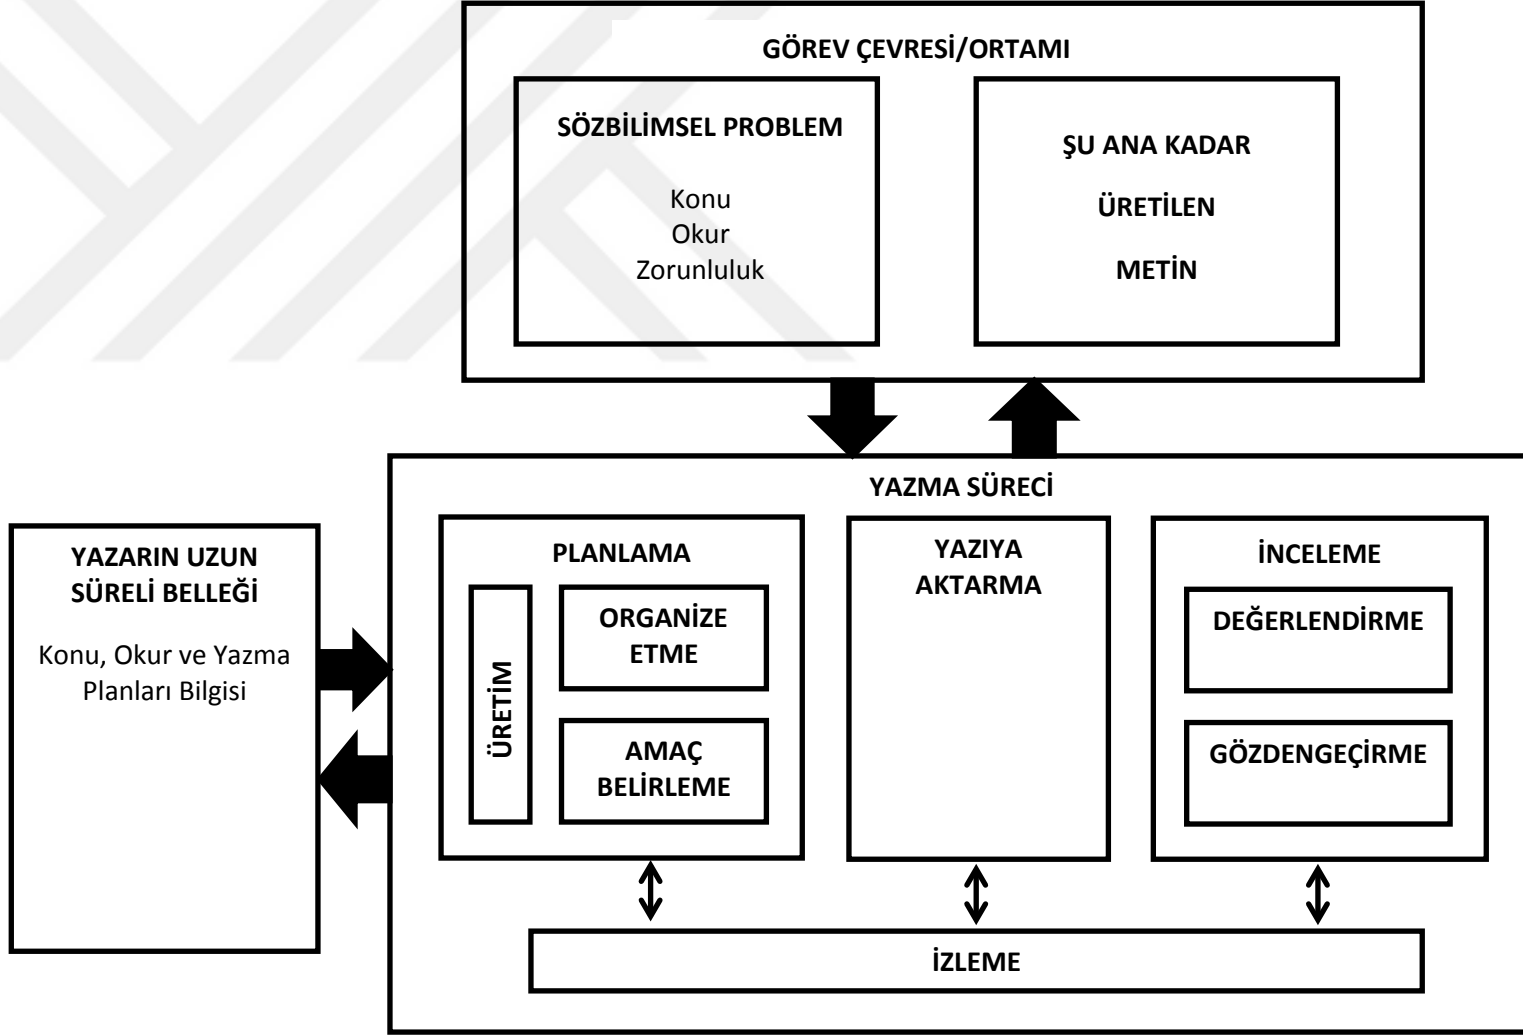 GÖREV ÇEVRESİ/ORTAMI
SÖZBİLİMSEL PROBLEM
Konu
Okur
Zorunluluk
ŞU ANA KADAR
ÜRETİLEN
METİN
YAZMA SÜRECİ
YAZARIN UZUN
SÜRELİ BELLEĞİ
Konu, Okur ve Yazma
Planları Bilgisi
PLANLAMA
ÜRETİM
ORGANİZE
ETME
AMAÇ
BELİRLEME
YAZIYA
AKTARMA
İNCELEME
DEĞERLENDİRME
GÖZDENGEÇİRME
İZLEME